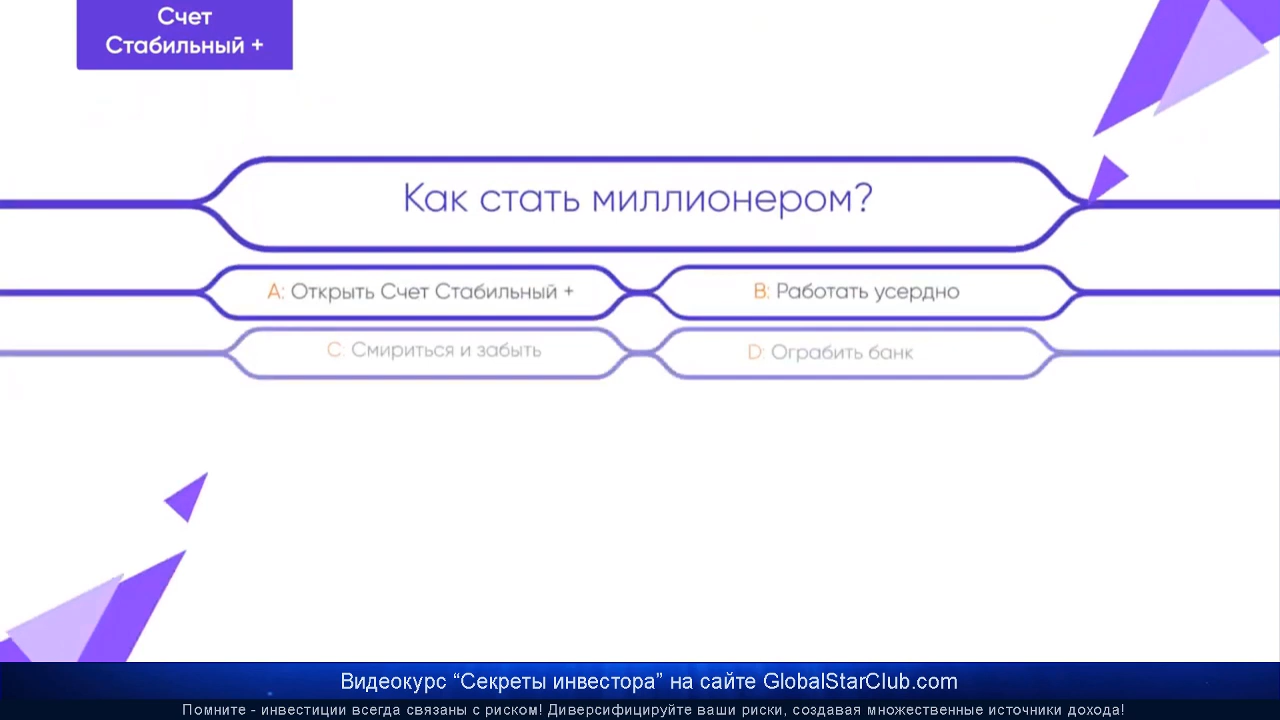 Счет
Стабильный +
Как стать миллионером?
A: Открыть Счет Стабильный +
B: Работать усердно
C: Смириться и забыть
D: Ограбить банк
Видеокурс “Секреты инвестора” на сайте GlobalStarClub.com
Помните - инвестиции всегда связаны с риском! Диверсифицируйте ваши риски, создавая множественные источники дохода!